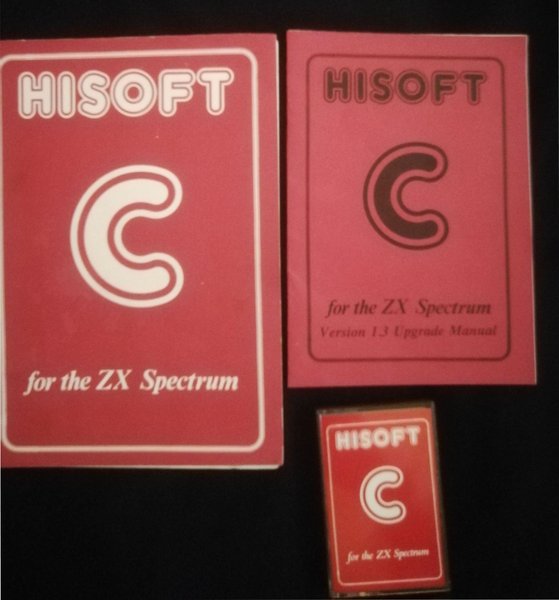 HISOFT
C
for the ZX Spectrum
HISOFT
C
for the ZX Spectrum
Version 1.3 Upgrade Manual
HISOFT
C
for the ZX Spectrum